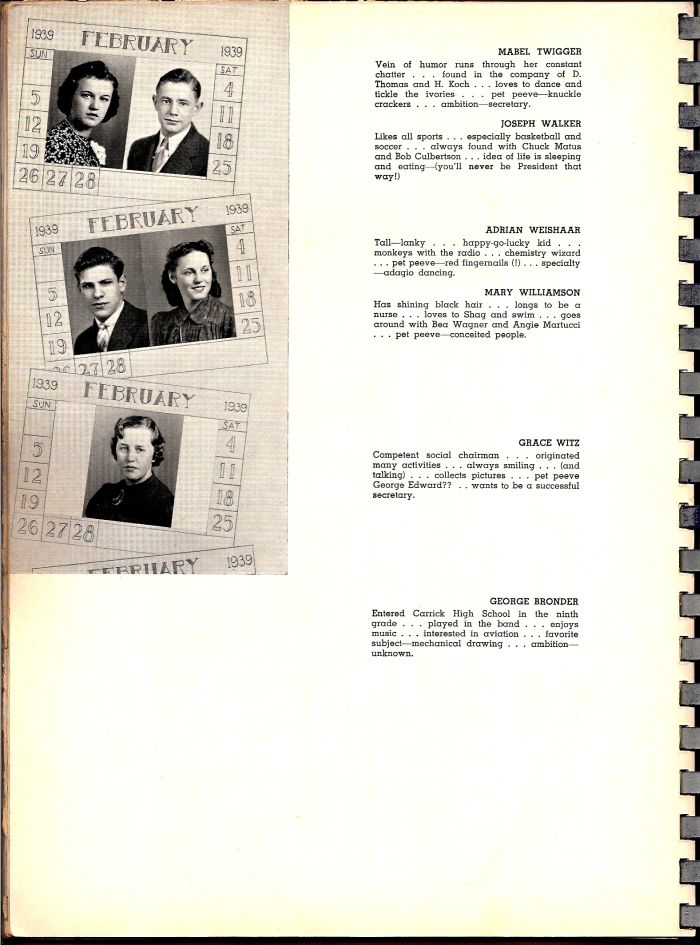 1939 FEBRUARY 1939
SUN SAT
5 4
12 11
19 18
26 27 28 25
1939 FEBRUARY 1939
SUN SAT
5 4
12 11
19 18
26 27 28 25
1939 FEBRUARY 1939
SUN SAT
5 4
12 11
19 18
26 27 28 25
FEBRUARY 1939
MABEL TWIGGER
Vein of humor runs through her constant
chatter . . . found in the company of D.
Thomas and H. Koch . . . loves to dance and
tickle the ivories . . . pet peeve—knuckle
crackers . . . ambition—secretary.
JOSEPH WALKER
Likes all sports . . . especially basketball and
soccer . . . always found with Chuck Matus
and Bob Culbertson . . . idea of life is sleeping
and eating—(you'll never be President that
way!)
ADRIAN WEISHAAR
Tall—lanky . . . happy-go-lucky kid . . .
monkeys with the radio . . . chemistry wizard
. . . pet peeve—red fingernails (!) . . . specialty
—adagio dancing.
MARY WILLIAMSON
Has shining black hair . . . longs to be a
nurse . . . loves to Shag and swim . . . goes
around with Bea Wagner and Angie Martucci
. . . pet peeve—conceited people.
GRACE WITZ
Competent social chairman . . . originated
many activities . . . always smiling . . . (and
talking) . . . collects pictures . . . pet peeve
George Edward?? . . wants to be a successful
secretary.
GEORGE BRONDER
Entered Carrick High School in the ninth
grade . . . played in the band . . . enjoys
music . . . interested in aviation . . . favorite
subject—mechanical drawing . . . ambition—
unknown.